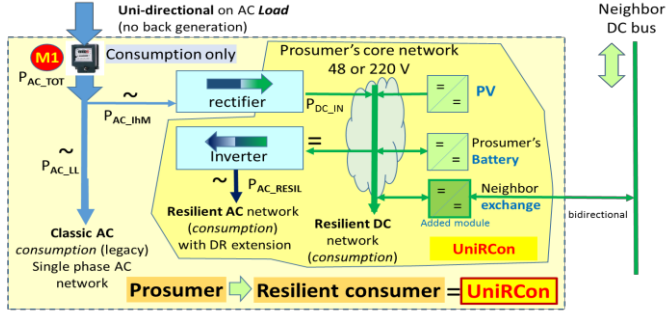 Uni-directional on AC Load
(no back generation)
Neighbor
DC bus
M1
Consumption only
Prosumer's core network
48 or 220 V
P_AC_TOT
~
rectifier
P_DC_IN
=
=
PV
P_AC_IhM
~
P_AC_LL
Inverter
=
~
P_AC_RESIL
=
=
Prosumer's
Battery
=
=
Neighbor
exchange
Added module
bidirectional
Classic AC
consumption (legacy)
Single phase AC
network
Resilient AC network
(consumption)
with DR extension
Resilient DC
network
(consumption)
UniRCon
Prosumer Resilient consumer = UniRCon